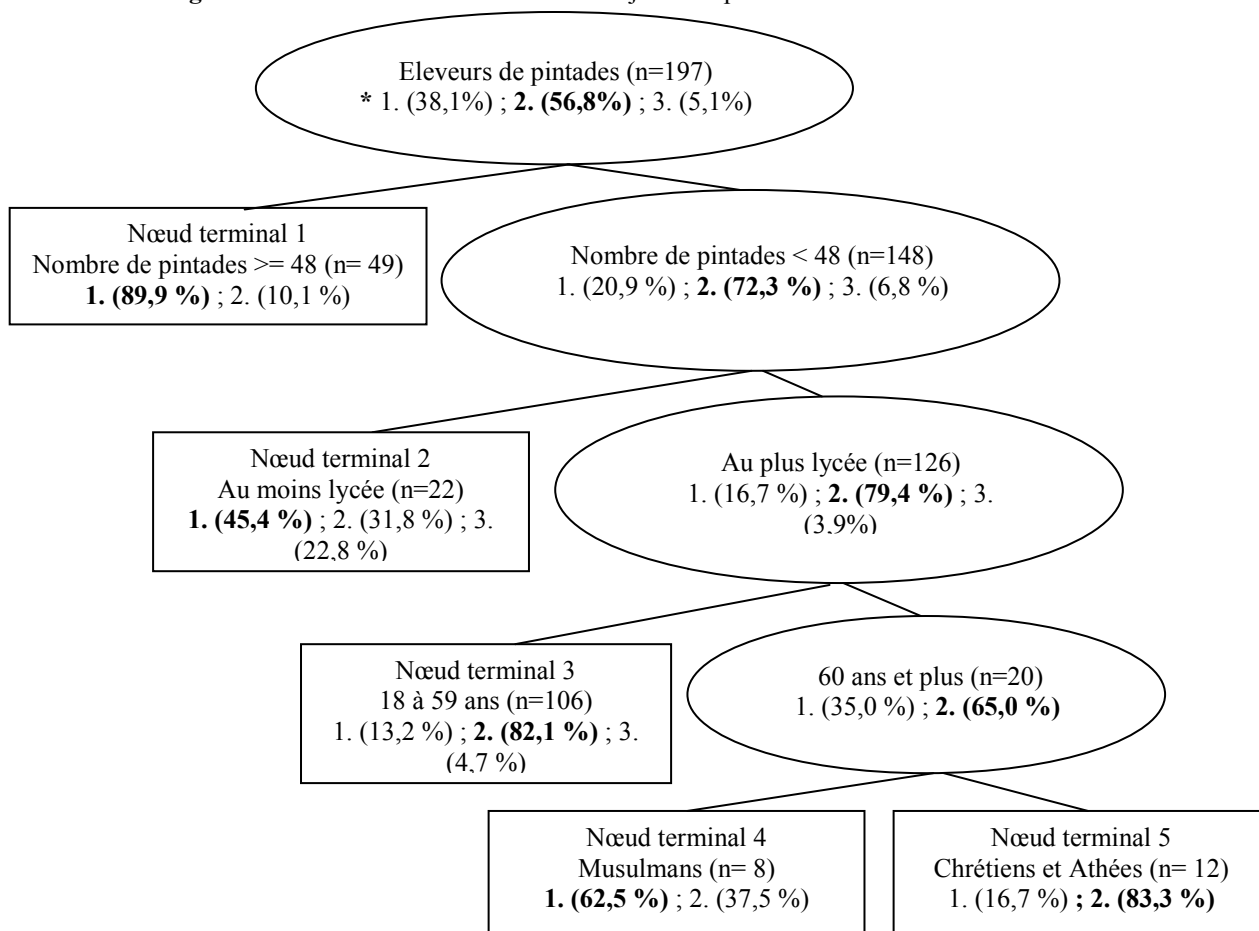 Eleveurs de pintades (n=197)
* 1. (38,1%) ; 2. (56,8%) ; 3. (5,1%)
Nœud terminal 1
Nombre de pintades >= 48 (n= 49)
1. (89,9 %) ; 2. (10,1 %)
Nombre de pintades < 48 (n=148)
1. (20,9 %) ; 2. (72,3 %) ; 3. (6,8 %)
Nœud terminal 2
Au moins lycée (n=22)
1. (45,4 %) ; 2. (31,8 %) ; 3.
(22,8 %)
Au plus lycée (n=126)
1. (16,7 %) ; 2. (79,4 %) ; 3.
(3,9%)
Nœud terminal 3
18 à 59 ans (n=106)
1. (13,2 %) ; 2. (82,1 %) ; 3.
(4,7 %)
60 ans et plus (n=20)
1. (35,0 %) ; 2. (65,0 %)
Nœud terminal 4
Musulmans (n= 8)
1. (62,5 %) ; 2. (37,5 %)
Nœud terminal 5
Chrétiens et Athées (n= 12)
1. (16,7 %) ; 2. (83,3 %)